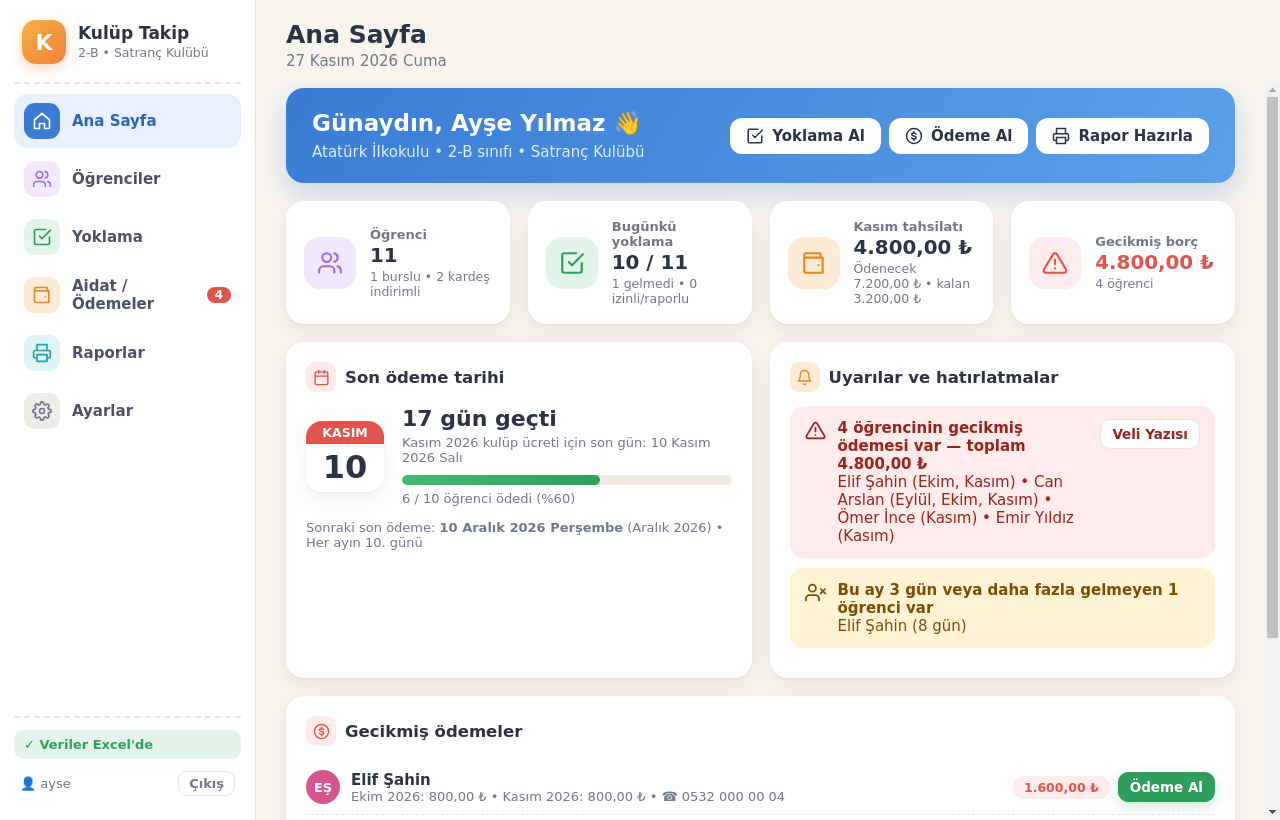 K
Kulüp Takip
2-B • Satranç Kulübü
Ana Sayfa
Öğrenciler
Yoklama
Aidat /
Ödemeler
4
Raporlar
Ayarlar
✓ Veriler Excel'de
👤 ayse
Çıkış
Ana Sayfa
27 Kasım 2026 Cuma
Günaydın, Ayşe Yılmaz 👋
Atatürk İlkokulu • 2-B sınıfı • Satranç Kulübü
Yoklama Al
Ödeme Al
Rapor Hazırla
Öğrenci
11
1 burslu • 2 kardeş
indirimli
Bugünkü
yoklama
10 / 11
1 gelmedi • 0
izinli/raporlu
Kasım tahsilatı
4.800,00 ₺
Ödenecek
7.200,00 ₺ • kalan
3.200,00 ₺
Gecikmiş borç
4.800,00 ₺
4 öğrenci
Son ödeme tarihi
KASIM
10
17 gün geçti
Kasım 2026 kulüp ücreti için son gün: 10 Kasım
2026 Salı
6 / 10 öğrenci ödedi (%60)
Sonraki son ödeme: 10 Aralık 2026 Perşembe (Aralık 2026) •
Her ayın 10. günü
Uyarılar ve hatırlatmalar
4 öğrencinin gecikmiş
ödemesi var — toplam
4.800,00 ₺
Elif Şahin (Ekim, Kasım) • Can
Arslan (Eylül, Ekim, Kasım) •
Ömer İnce (Kasım) • Emir Yıldız
(Kasım)
Veli Yazısı
Bu ay 3 gün veya daha fazla gelmeyen 1
öğrenci var
Elif Şahin (8 gün)
Gecikmiş ödemeler
EŞ
Elif Şahin
Ekim 2026: 800,00 ₺ • Kasım 2026: 800,00 ₺ • ☎ 0532 000 00 04
1.600,00 ₺
Ödeme Al